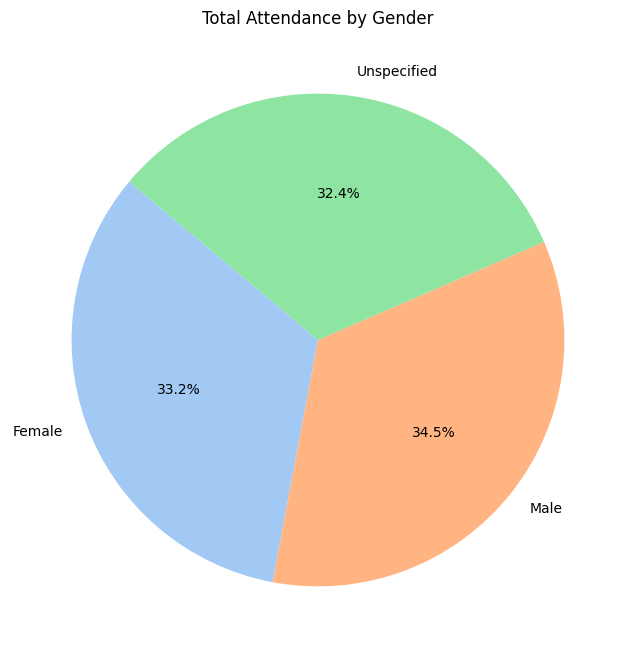 Total Attendance by Gender
Unspecified
32.4%
33.2%
Female
34.5%
Male